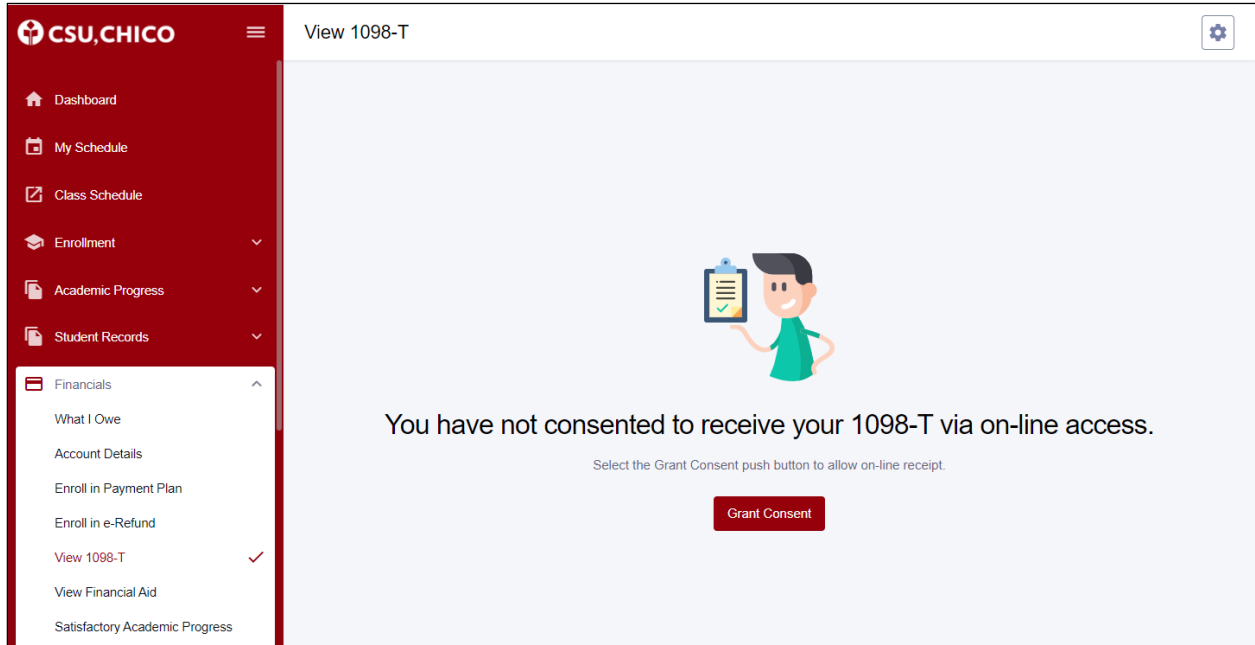 CSU,CHICO
View 1098-T
Dashboard
My Schedule
Class Schedule
Enrollment
Academic Progress
Student Records
Financials
What I Owe
Account Details
Enroll in Payment Plan
Enroll in e-Refund
View 1098-T
View Financial Aid
Satisfactory Academic Progress
You have not consented to receive your 1098-T via on-line access.
Select the Grant Consent push button to allow on-line receipt.
Grant Consent